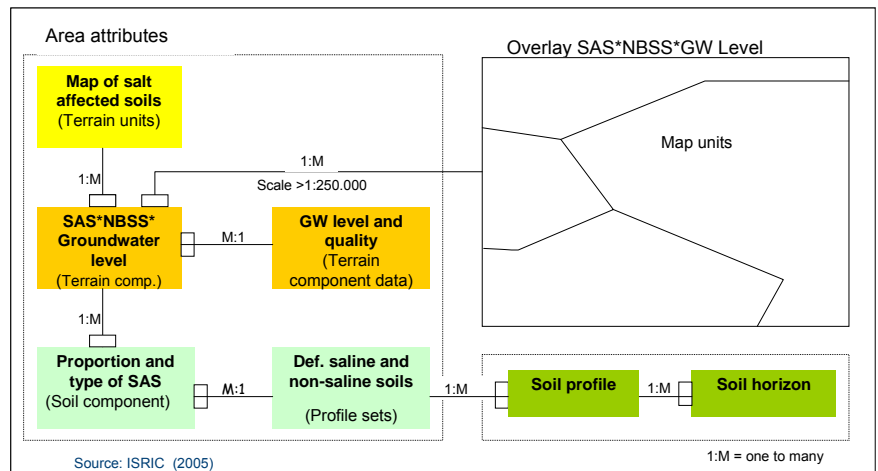 Area attributes
Overlay SAS*NBSS*GW Level
Map of salt
affected soils
(Terrain units)
Map units
1:M
Scale >1:250.000
1:M
SAS*NBSS*
Groundwater
level
(Terrain comp.)
M:1
GW level and
quality
(Terrain
component data)
1:M
Proportion and
type of SAS
(Soil component)
M:1
Def. saline and
non-saline soils
(Profile sets)
1:M
Soil profile
1:M
Soil horizon
Source: ISRIC (2005)
1:M = one to many